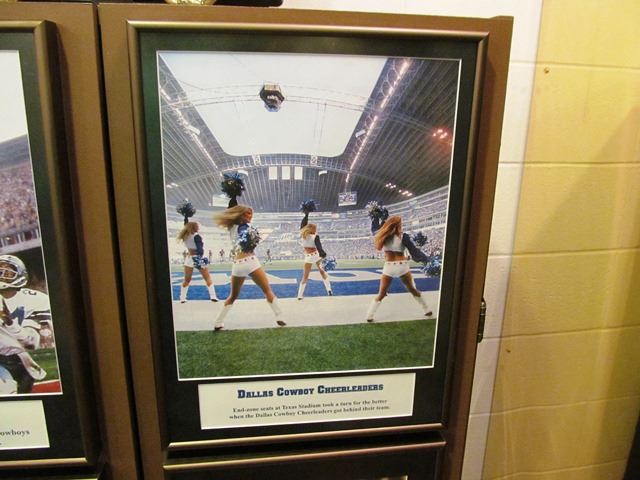 DALLAS COWBOY CHEERLEADERS
End-zone seats at Texas Stadium took a turn for the better
when the Dallas Cowboy Cheerleaders got behind their team.
owboys